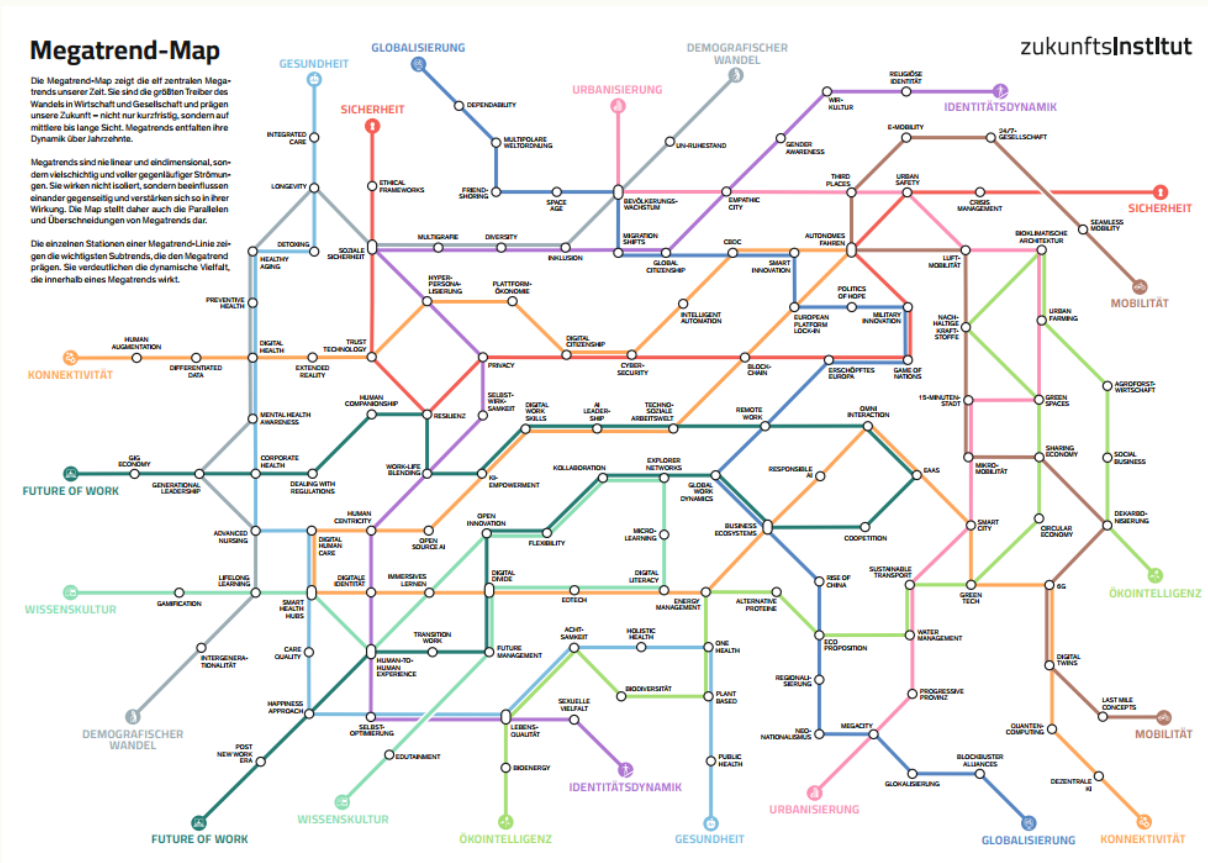 Megatrend-Map
Die Megatrend-Map zeigt die elf zentralen Mega-
trends unserer Zeit. Sie sind die größten Treiber des
Wandels in Wirtschaft und Gesellschaft und prägen
unsere Zukunft – nicht nur kurzfristig, sondern auf
mittlere bis lange Sicht. Megatrends entfalten ihre
Dynamik über Jahrzehnte.
Megatrends sind nie linear und eindimensional, son-
dern vielschichtig und voller gegenläufiger Strömun-
gen. Sie wirken nicht isoliert, sondern beeinflussen
einander gegenseitig und verstärken sich so in ihrer
Wirkung. Die Map stellt daher auch die Parallelen
und Überschneidungen von Megatrends dar.
Die einzelnen Stationen einer Megatrend-Linie zei-
gen die wichtigsten Subtrends, die den Megatrend
prägen. Sie verdeutlichen die dynamische Vielfalt,
die innerhalb eines Megatrends wirkt.
zukunftsInstItut
GESUNDHEIT
GLOBALISIERUNG
DEMOGRAFISCHER
WANDEL
SICHERHEIT
URBANISIERUNG
RELIGIÖSE
IDENTITÄT
IDENTITÄTSDYNAMIK
WIR-
KULTUR
DEPENDABILITY
INTEGRATED
CARE
MULTIPOLARE
WELTORDNUNG
UN-RUHESTAND
GENDER
AWARENESS
E-MOBILITY
24/7-
GESELLSCHAFT
LONGEVITY
ETHICAL
FRAMEWORKS
FRIEND-
SHORING
SPACE
AGE
BEVÖLKERUNGS-
WACHSTUM
EMPATHIC
CITY
THIRD
PLACES
URBAN
SAFETY
CRISIS
MANAGEMENT
SICHERHEIT
DETOXING
HEALTHY
AGING
SOZIALE
SICHERHEIT
MULTIGRAFIE
DIVERSITY
INKLUSION
MIGRATION
SHIFTS
GLOBAL
CITIZENSHIP
CBDC
SMART
INNOVATION
AUTONOMES
FAHREN
LUFT-
MOBILITÄT
BIOKLIMATISCHE
ARCHITEKTUR
SEAMLESS
MOBILITY
MOBILITÄT
PREVENTIVE
HEALTH
HYPER-
PERSONA-
LISIERUNG
PLATTFORM-
ÖKONOMIE
INTELLIGENT
AUTOMATION
EUROPEAN
PLATFORM
LOCK-IN
POLITICS
OF HOPE
MILITARY
INNOVATION
NACH-
HALTIGE
KRAFT-
STOFFE
URBAN
FARMING
HUMAN
AUGMENTATION
KONNEKTIVITÄT
DIFFERENTIATED
DATA
DIGITAL
HEALTH
EXTENDED
REALITY
TRUST
TECHNOLOGY
PRIVACY
DIGITAL
CITIZENSHIP
CYBER-
SECURITY
BLOCK-
CHAIN
ERSCHÖPFTES
EUROPA
GAME OF
NATIONS
AGROFORST-
WIRTSCHAFT
MENTAL HEALTH
AWARENESS
HUMAN
COMPANIONSHIP
RESILIENZ
SELBST-
WIRK-
SAMKEIT
DIGITAL
WORK
SKILLS
AI
LEADER-
SHIP
TECHNO-
SOZIALE
ARBEITSWELT
REMOTE
WORK
OMNI
INTERACTION
15-MINUTEN-
STADT
GREEN
SPACES
GIG
ECONOMY
FUTURE OF WORK
GENERATIONAL
LEADERSHIP
CORPORATE
HEALTH
DEALING WITH
REGULATIONS
WORK-LIFE
BLENDING
KI-
EMPOWERMENT
KOLLABORATION
EXPLORER
NETWORKS
GLOBAL
WORK
DYNAMICS
RESPONSIBLE
AI
EAAS
MIKRO-
MOBILITÄT
SHARING
ECONOMY
SOCIAL
BUSINESS
ADVANCED
NURSING
DIGITAL
HUMAN
CARE
HUMAN
CENTRICITY
OPEN
SOURCE AI
OPEN
INNOVATION
FLEXIBILITY
MICRO-
LEARNING
BUSINESS
ECOSYSTEMS
COOPETITION
SMART
CITY
CIRCULAR
ECONOMY
DEKARBO-
NISIERUNG
LIFELONG
LEARNING
WISSENSKULTUR
GAMIFICATION
SMART
HEALTH
HUBS
DIGITALE
IDENTITÄT
IMMERSIVES
LERNEN
DIGITAL
DIVIDE
EDTECH
DIGITAL
LITERACY
ENERGY
MANAGEMENT
ALTERNATIVE
PROTEINE
RISE OF
CHINA
SUSTAINABLE
TRANSPORT
GREEN
TECH
6G
ÖKOINTELLIGENZ
INTERGENERA-
TIONALITÄT
CARE
QUALITY
HUMAN-TO-
HUMAN
EXPERIENCE
TRANSITION
WORK
FUTURE
MANAGEMENT
ACHT-
SAMKEIT
HOLISTIC
HEALTH
ONE
HEALTH
ECO
PROPOSITION
WATER
MANAGEMENT
DIGITAL
TWINS
DEMOGRAFISCHER
WANDEL
HAPPINESS
APPROACH
SELBST-
OPTIMIERUNG
LEBENS-
QUALITÄT
SEXUELLE
VIELFALT
BIODIVERSITÄT
PLANT
BASED
REGIONALI-
SIERUNG
PROGRESSIVE
PROVINZ
LAST MILE
CONCEPTS
MOBILITÄT
POST
NEW WORK
ERA
EDUTAINMENT
BIOENERGY
IDENTITÄTSDYNAMIK
PUBLIC
HEALTH
NEO-
NATIONALISMUS
MEGACITY
GLOKALISIERUNG
BLOCKBUSTER
ALLIANCES
QUANTEN-
COMPUTING
DEZENTRALE
KI
FUTURE OF WORK
WISSENSKULTUR
ÖKOINTELLIGENZ
GESUNDHEIT
URBANISIERUNG
GLOBALISIERUNG
KONNEKTIVITÄT